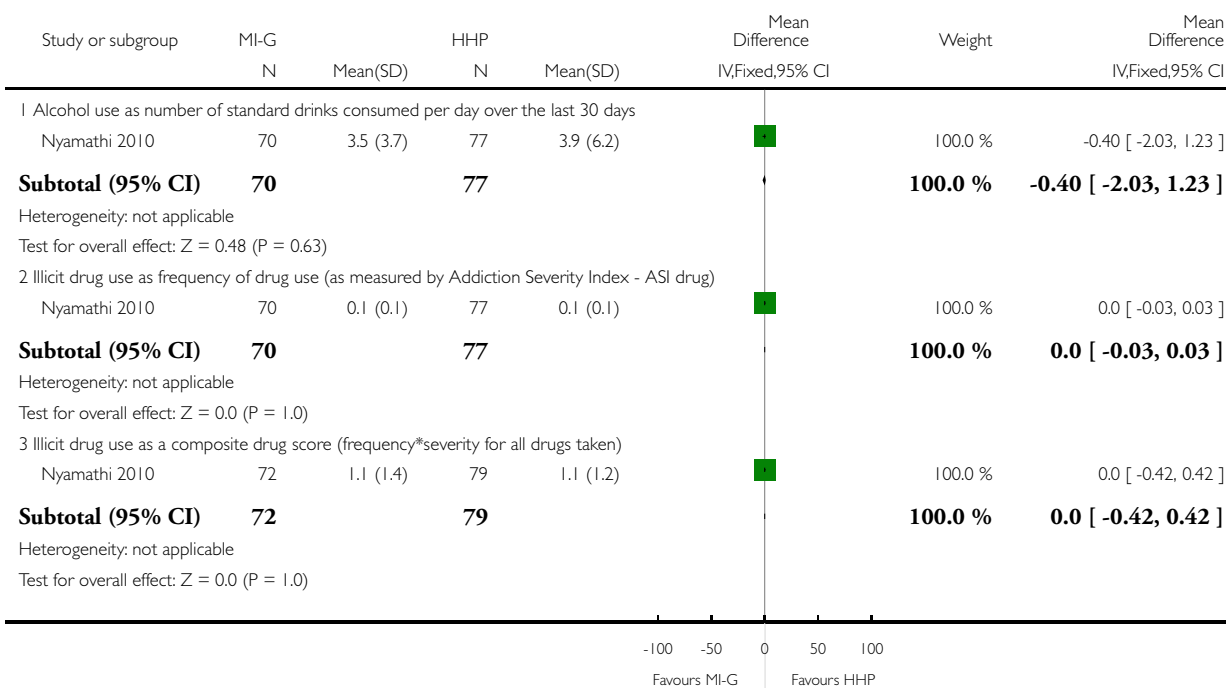 Study or subgroup MI-G HHP Mean Difference Weight Mean Difference
N Mean(SD) N Mean(SD) IV,Fixed,95% CI IV,Fixed,95% CI
1 Alcohol use as number of standard drinks consumed per day over the last 30 days
Nyamathi 2010 70 3.5 (3.7) 77 3.9 (6.2) 100.0 % -0.40 [ -2.03, 1.23 ]
Subtotal (95% CI) 70 77 100.0 % -0.40 [ -2.03, 1.23 ]
Heterogeneity: not applicable
Test for overall effect: Z = 0.48 (P = 0.63)
2 Illicit drug use as frequency of drug use (as measured by Addiction Severity Index - ASI drug)
Nyamathi 2010 70 0.1 (0.1) 77 0.1 (0.1) 100.0 % 0.0 [ -0.03, 0.03 ]
Subtotal (95% CI) 70 77 100.0 % 0.0 [ -0.03, 0.03 ]
Heterogeneity: not applicable
Test for overall effect: Z = 0.0 (P = 1.0)
3 Illicit drug use as a composite drug score (frequency*severity for all drugs taken)
Nyamathi 2010 72 1.1 (1.4) 79 1.1 (1.2) 100.0 % 0.0 [ -0.42, 0.42 ]
Subtotal (95% CI) 72 79 100.0 % 0.0 [ -0.42, 0.42 ]
Heterogeneity: not applicable
Test for overall effect: Z = 0.0 (P = 1.0)
-100 -50 0 50 100
Favours MI-G Favours HHP